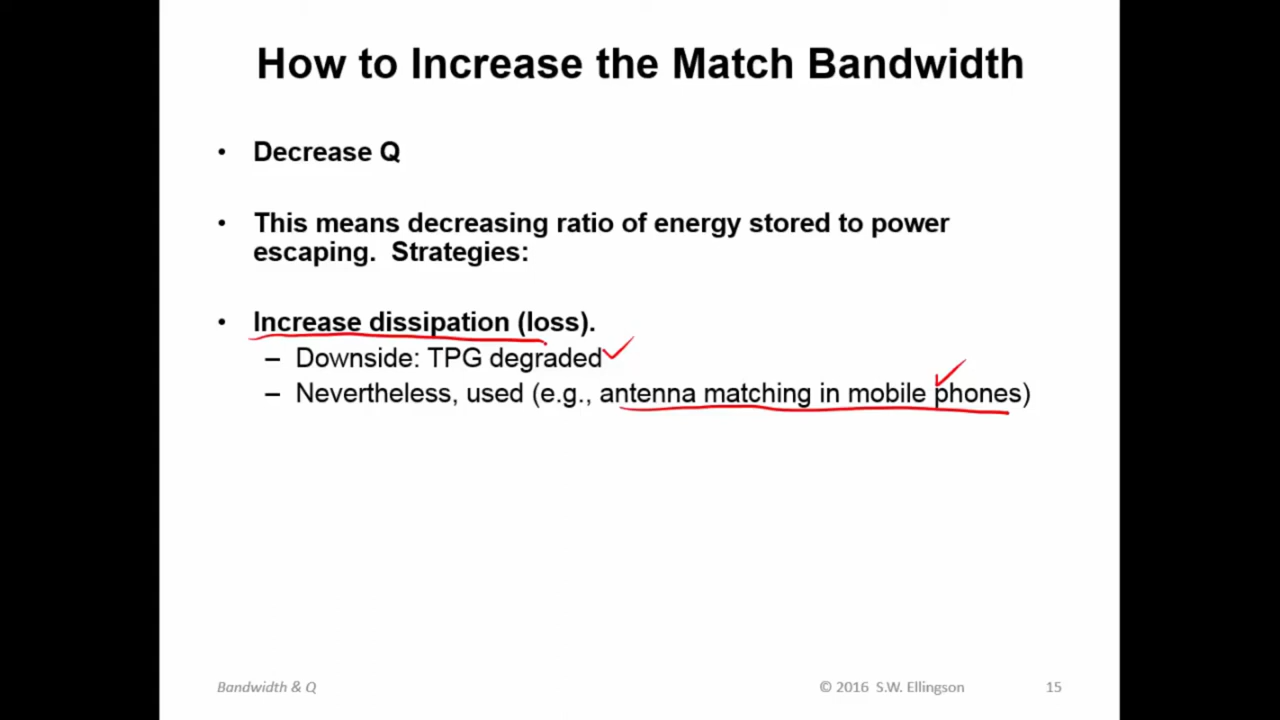 How to Increase the Match Bandwidth
• Decrease Q
• This means decreasing ratio of energy stored to power
escaping.  Strategies:
• Increase dissipation (loss).
– Downside: TPG degraded
– Nevertheless, used (e.g., antenna matching in mobile phones)
Bandwidth & Q
© 2016  S.W. Ellingson
15